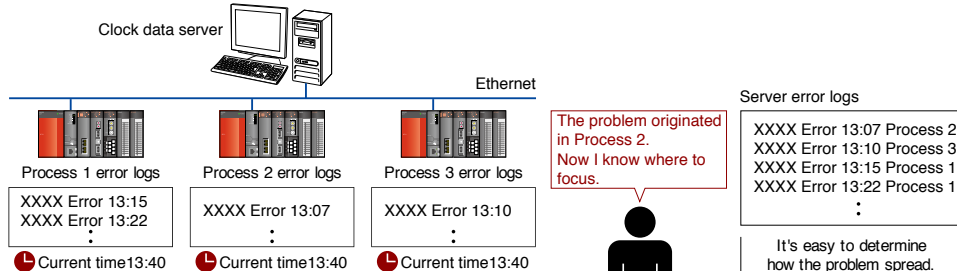 Clock data server
Ethernet
Process 1 error logs
XXXX Error 13:15
XXXX Error 13:22
:
Current time13:40
Process 2 error logs
XXXX Error 13:07
:
Current time13:40
Process 3 error logs
XXXX Error 13:10
:
Current time13:40
The problem originated
in Process 2.
Now I know where to
focus.
Server error logs
XXXX Error 13:07 Process 2
XXXX Error 13:10 Process 3
XXXX Error 13:15 Process 1
XXXX Error 13:22 Process 1
:
It's easy to determine
how the problem spread.